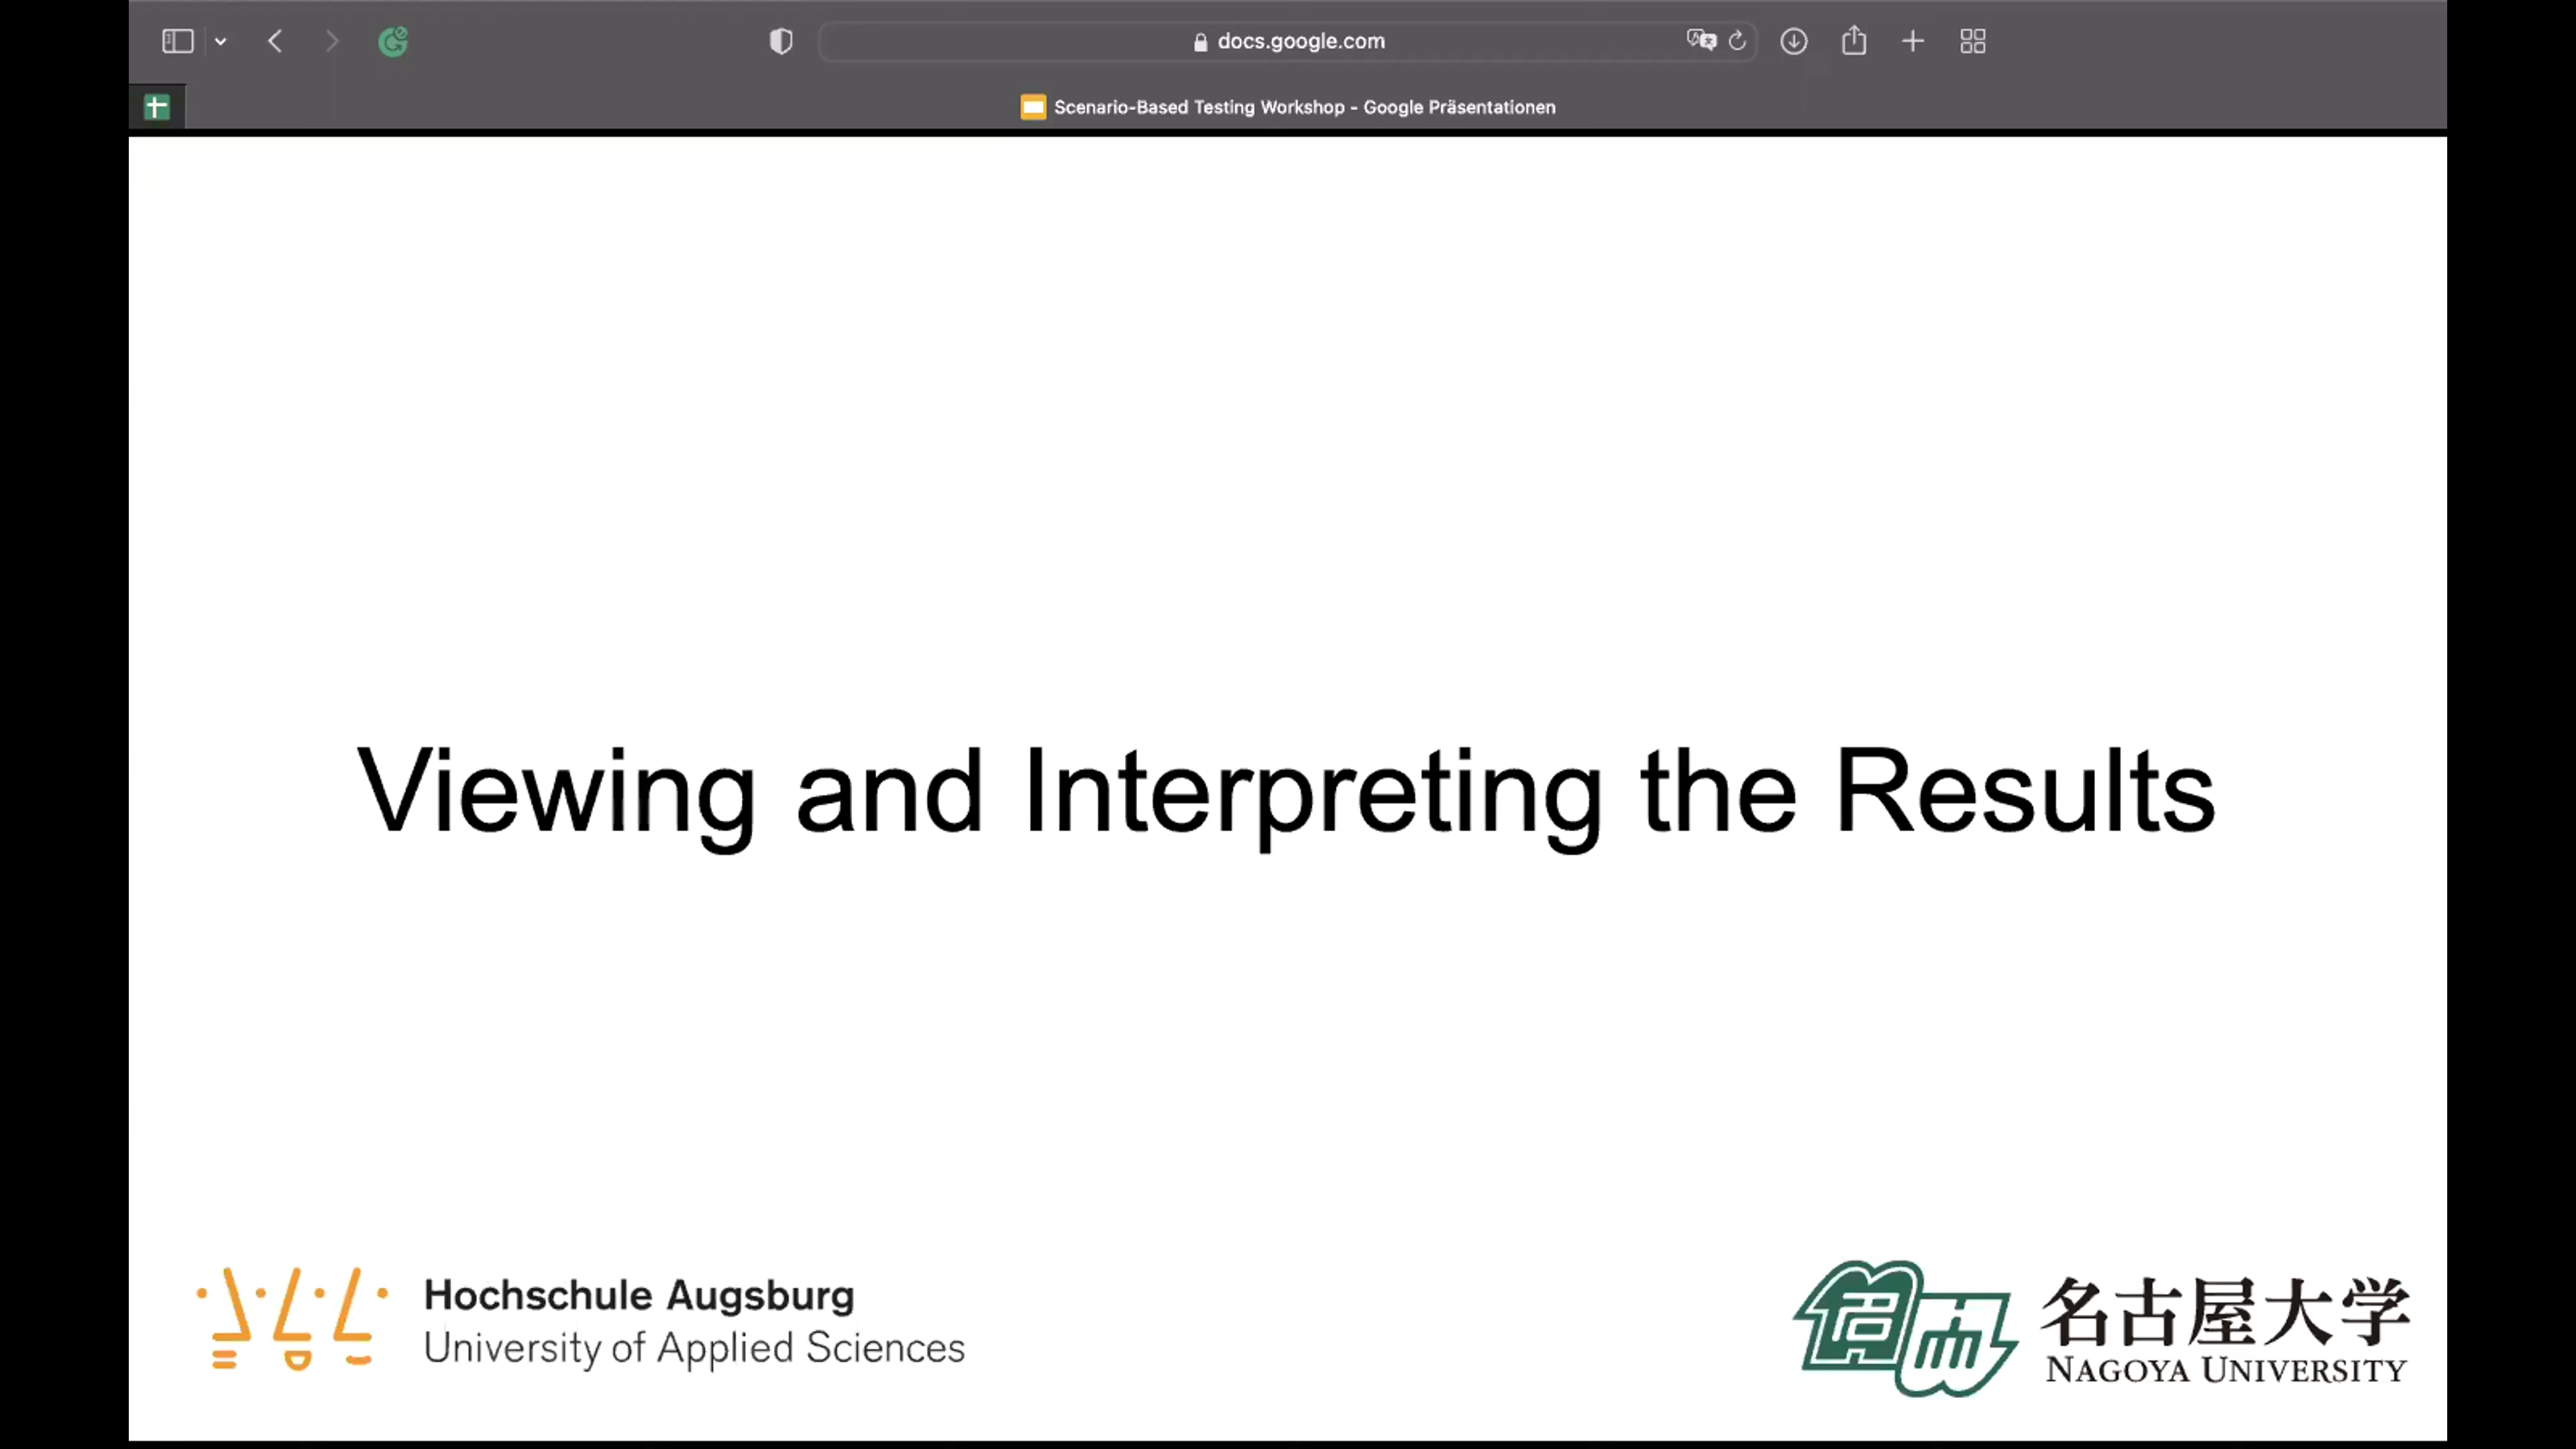 docs.google.com
Scenario-Based Testing Workshop - Google Präsentationen
Viewing and Interpreting the Results
Hochschule Augsburg
University of Applied Sciences
名古屋大学
NAGOYA UNIVERSITY